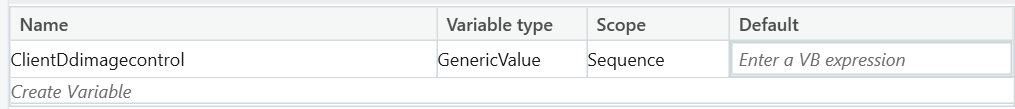 Name Variable type Scope Default
ClientDdimagecontrol GenericValue Sequence Enter a VB expression
Create Variable